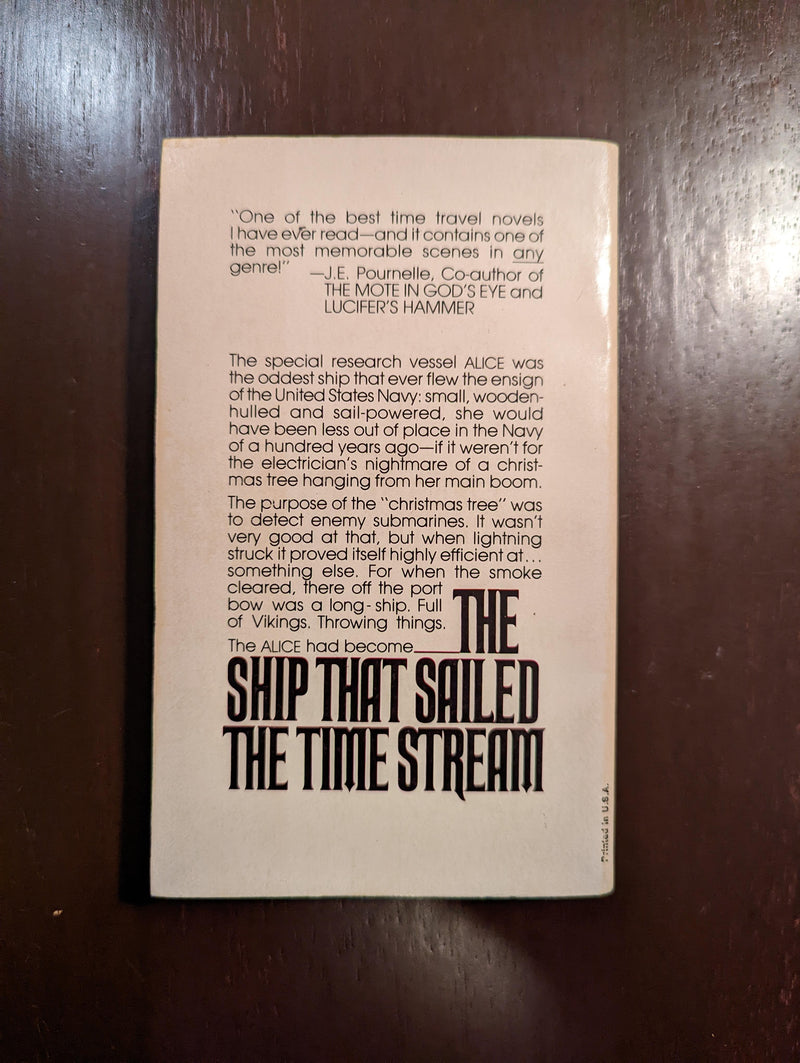 “One of the best time travel novels
I have ever read—and it contains one of
the most memorable scenes in any
genre!” —J.E. Pournelle, Co-author of
THE MOTE IN GOD'S EYE and
LUCIFER'S HAMMER
The special research vessel ALICE was
the oddest ship that ever flew the ensign
of the United States Navy: small, wooden-
hulled and sail-powered, she would
have been less out of place in the Navy
of a hundred years ago—if it weren't for
the electrician's nightmare of a christ-
mas tree hanging from her main boom.
The purpose of the “christmas tree” was
to detect enemy submarines. It wasn't
very good at that, but when lightning
struck it proved itself highly efficient at...
something else. For when the smoke
cleared, there off the port
bow was a long-ship. Full
of Vikings. Throwing things.
The ALICE had become THE
SHIP THAT SAILED
THE TIME STREAM
Printed in U.S.A.